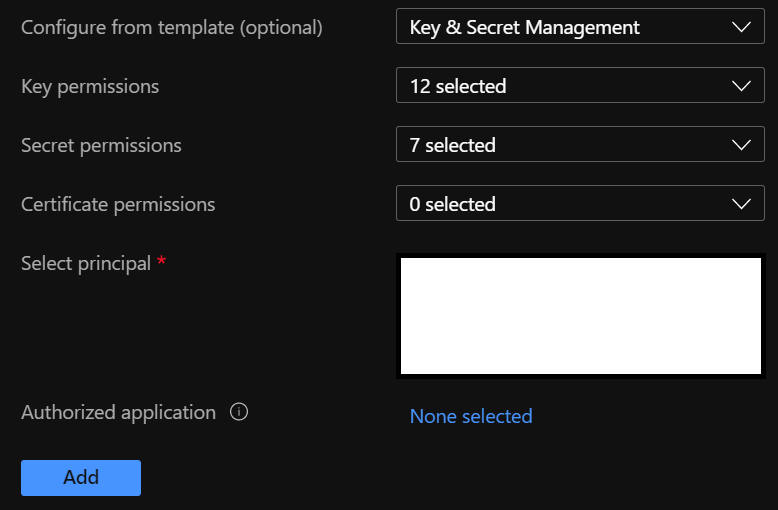 Configure from template (optional) Key & Secret Management
Key permissions 12 selected
Secret permissions 7 selected
Certificate permissions 0 selected
Select principal *
Authorized application None selected
Add